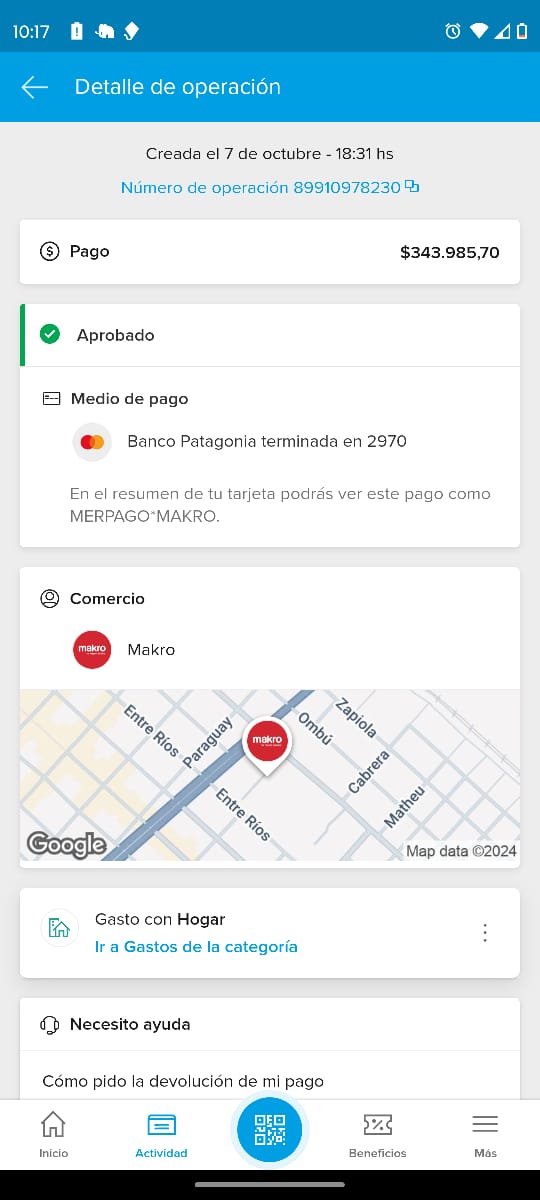 10:17
Detalle de operación
Creada el 7 de octubre - 18:31 hs
Número de operación 89910978230
Pago
$343.985,70
Aprobado
Medio de pago
Banco Patagonia terminada en 2970
En el resumen de tu tarjeta podrás ver este pago como
MERPAGO*MAKRO.
Comercio
makro
Makro
Entre Ríos
Paraguay
makro
Ombú
Zapiola
Cabrera
Matheu
Entre Ríos
Google
Map data ©2024
Gasto con Hogar
Ir a Gastos de la categoría
Necesito ayuda
Cómo pido la devolución de mi pago
Inicio
Actividad
Beneficios
Más